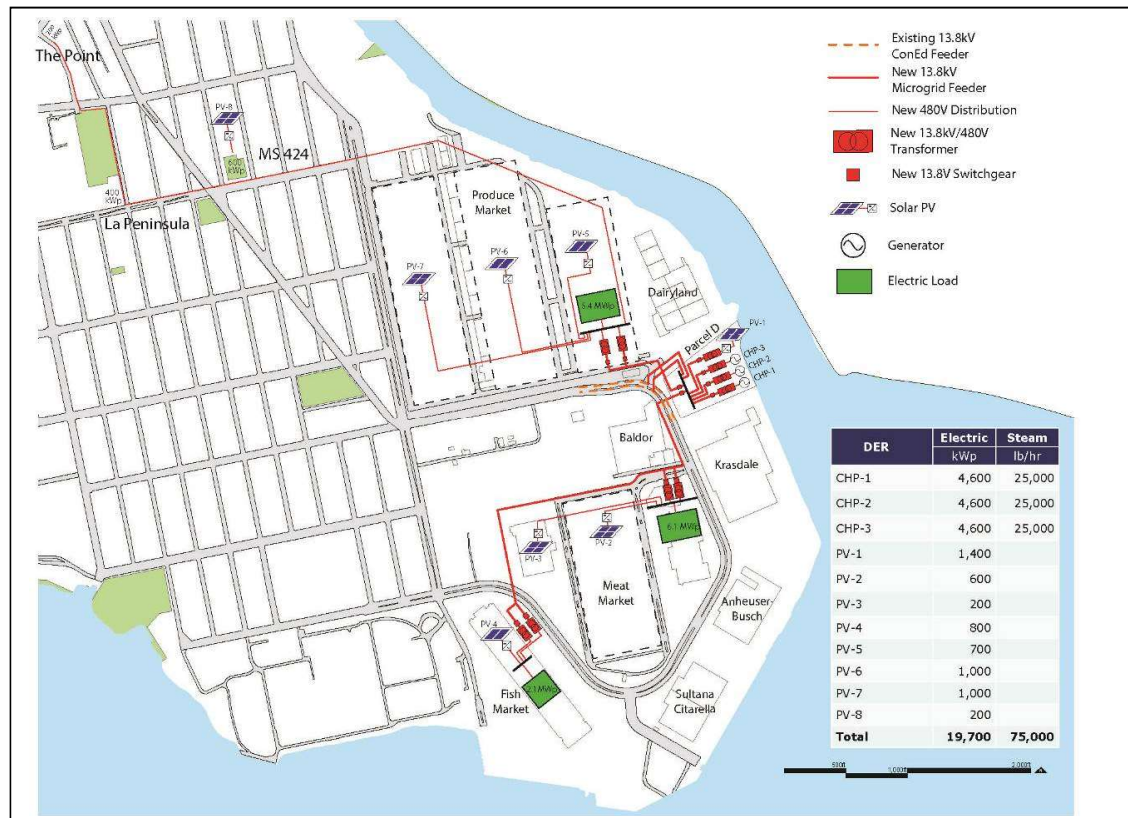 The Point
PV-8
600
kWp
MS 424
400
kWp
La Peninsula
Produce
Market
PV-7
PV-6
PV-5
5.4 MWp
Dairyland
Parcel D
PV-1
CHP-3
CHP-2
CHP-1
Baldor
Krasdale
6.1 MWp
PV-2
PV-3
Meat
Market
Anheuser-
Busch
PV-4
2.1MWp
Fish
Market
Sultana
Citarella
Existing 13.8kV
ConEd Feeder
New 13.8kV
Microgrid Feeder
New 480V Distribution
New 13.8kV/480V
Transformer
New 13.8V Switchgear
Solar PV
Generator
Electric Load
DER Electric Steam
kWp lb/hr
CHP-1 4,600 25,000
CHP-2 4,600 25,000
CHP-3 4,600 25,000
PV-1 1,400
PV-2 600
PV-3 200
PV-4 800
PV-5 700
PV-6 1,000
PV-7 1,000
PV-8 200
Total 19,700 75,000
500ft 1,000ft 2,000ft